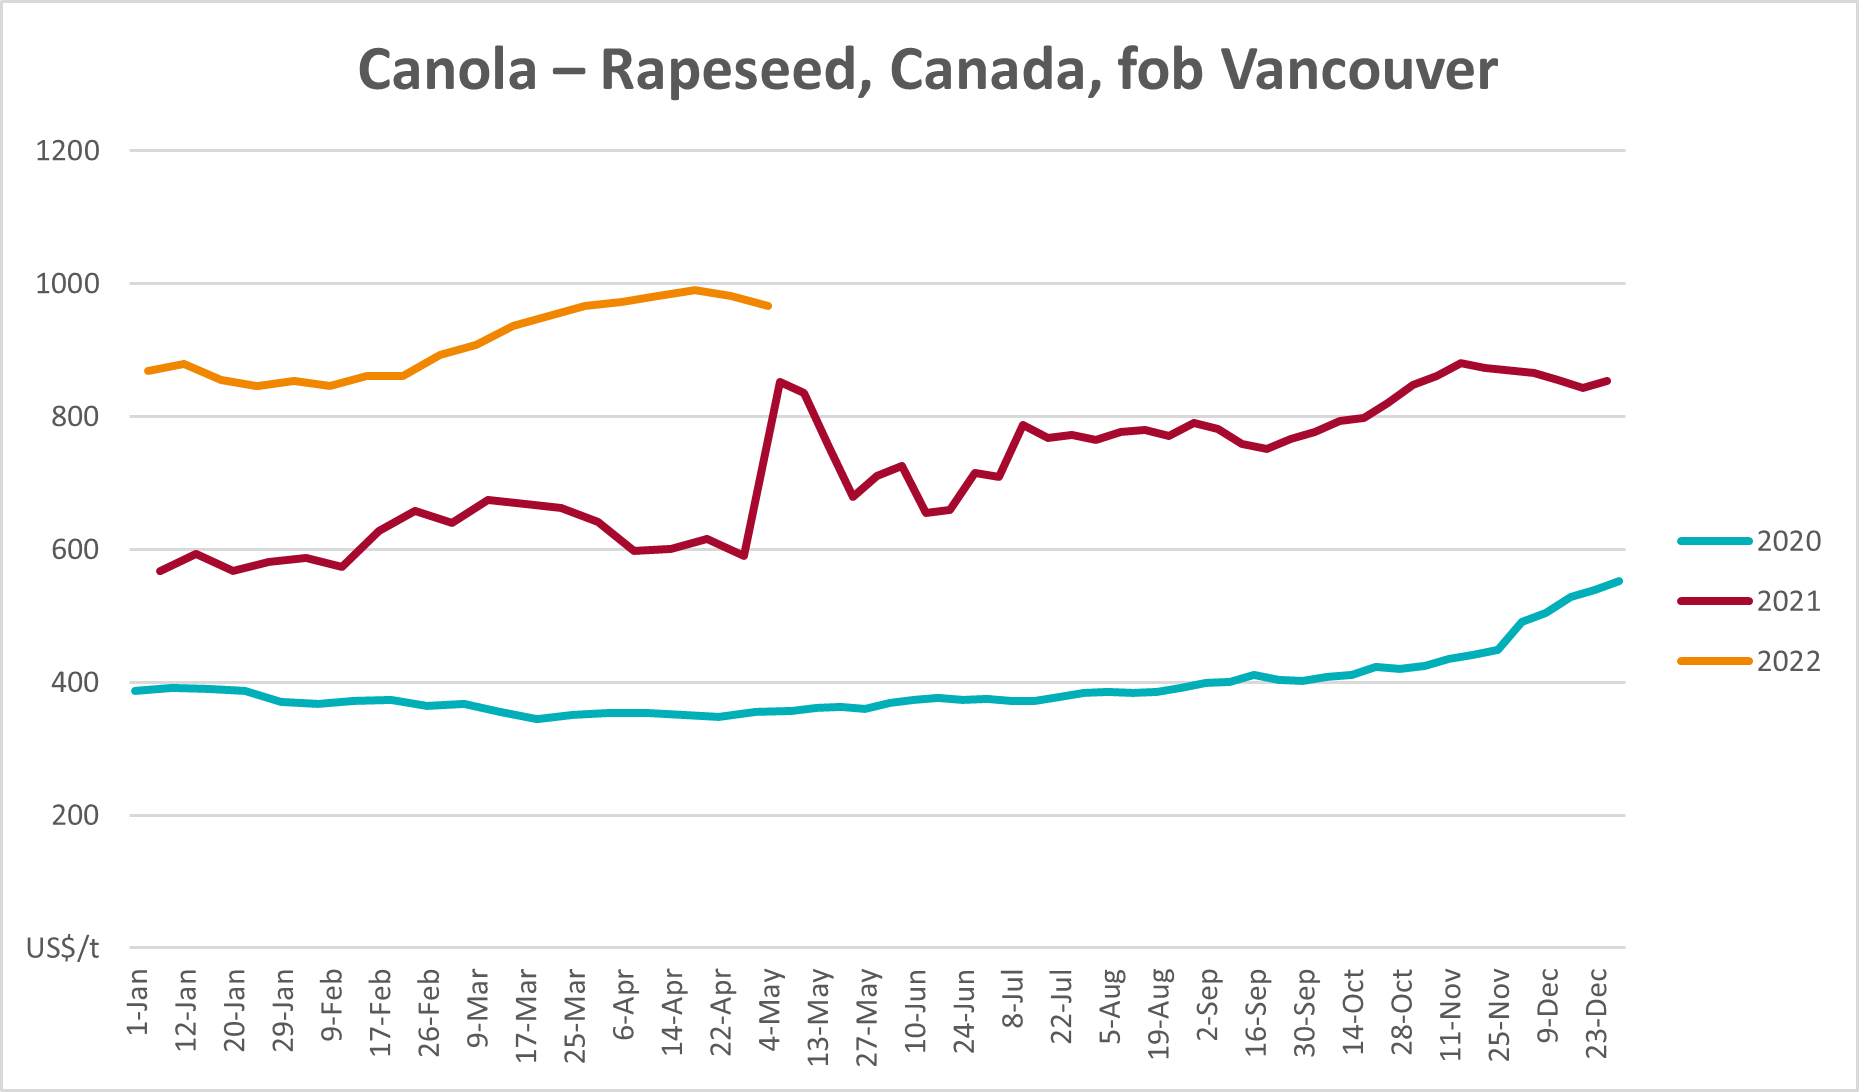 Canola – Rapeseed, Canada, fob Vancouver
1200
1000
800
600
400
200
US$/t
1-Jan
12-Jan
20-Jan
29-Jan
9-Feb
17-Feb
26-Feb
9-Mar
17-Mar
25-Mar
6-Apr
14-Apr
22-Apr
4-May
13-May
27-May
10-Jun
24-Jun
8-Jul
22-Jul
5-Aug
19-Aug
2-Sep
16-Sep
30-Sep
14-Oct
28-Oct
11-Nov
25-Nov
9-Dec
23-Dec
2020
2021
2022